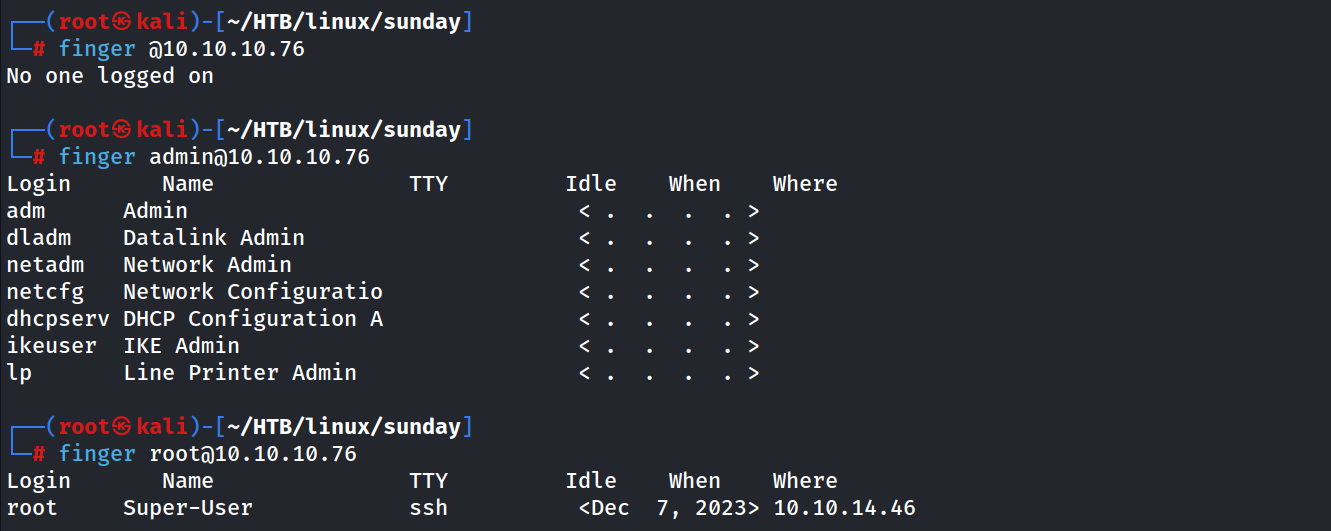 ┌──(root㉿kali)-[~/HTB/linux/sunday]
└─# finger @10.10.10.76
No one logged on
┌──(root㉿kali)-[~/HTB/linux/sunday]
└─# finger admin@10.10.10.76
Login       Name               TTY         Idle    When    Where
adm      Admin                              < .  .  .  . >
dladm    Datalink Admin                     < .  .  .  . >
netadm   Network Admin                      < .  .  .  . >
netcfg   Network Configuratio               < .  .  .  . >
dhcpserv DHCP Configuration A               < .  .  .  . >
ikeuser  IKE Admin                          < .  .  .  . >
lp       Line Printer Admin                 < .  .  .  . >
┌──(root㉿kali)-[~/HTB/linux/sunday]
└─# finger root@10.10.10.76
Login       Name               TTY         Idle    When    Where
root     Super-User            ssh          <Dec  7, 2023> 10.10.14.46